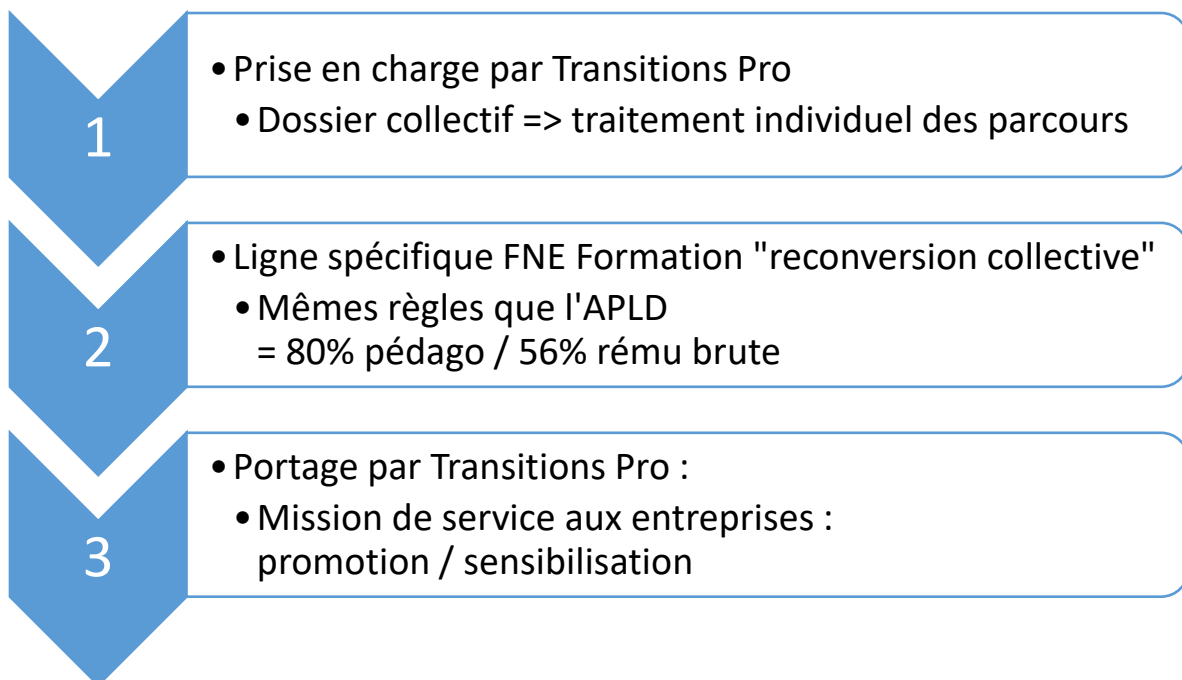 1
•Prise en charge par Transitions Pro
•Dossier collectif => traitement individuel des parcours
2
•Ligne spécifique FNE Formation "reconversion collective"
•Mêmes règles que l'APLD
= 80% pédago / 56% rému brute
3
•Portage par Transitions Pro :
•Mission de service aux entreprises :
promotion / sensibilisation